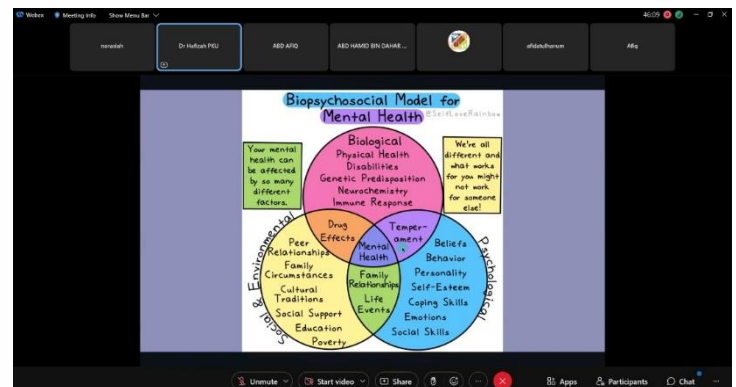 Webex Meeting Info Show Menu Bar 46:09
noraslah Dr Hafizah PKU ABD AFIQ ABD HAMID BIN DAHAR ... afidatulharum Afiq
Biopsychosocial Model for
Mental Health @SelfLoveRainbow
Your mental
health can
be affected
by so many
different
factors.
We're all
different and
what works
for you might
not work
for someone
else!
Biological
Physical Health
Disabilities
Genetic Predisposition
Neurochemistry
Immune Response
Drug
Effects
Temper-
ament
Mental
Health
Social & Environmental
Peer
Relationships
Family
Circumstances
Cultural
Traditions
Social Support
Education
Poverty
Family
Relationships
Life
Events
Psychological
Beliefs
Behavior
Personality
Self-Esteem
Coping Skills
Emotions
Social Skills
Unmute Start video Share Apps Participants Chat